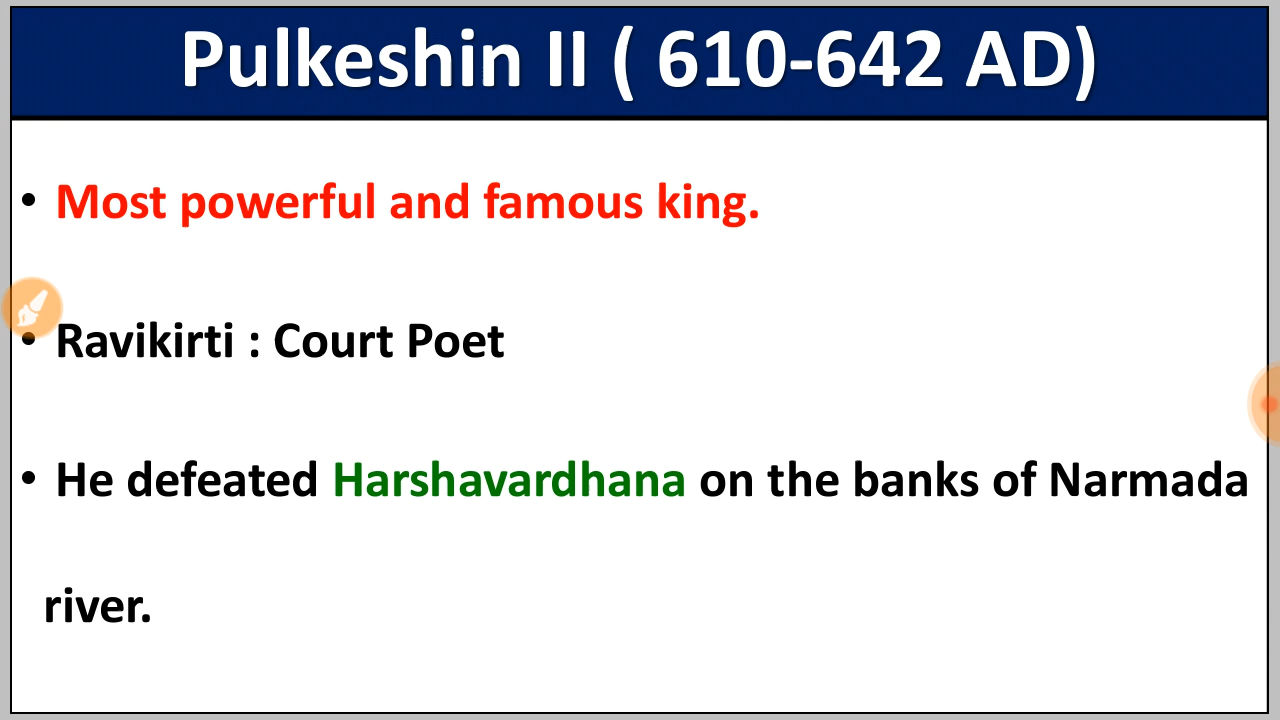 Pulkeshin II ( 610-642 AD)
• Most powerful and famous king.
• Ravikirti : Court Poet
• He defeated Harshavardhana on the banks of Narmada
river.